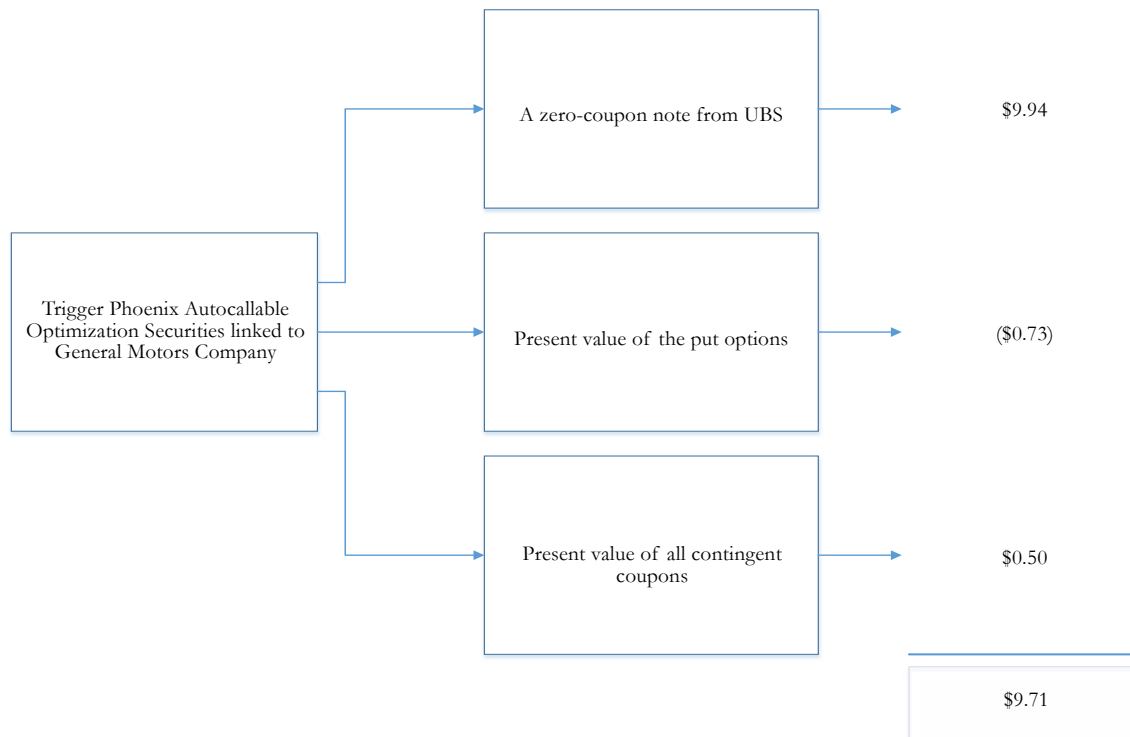 A zero-coupon note from UBS
$9.94
Trigger Phoenix Autocallable
Optimization Securities linked to
General Motors Company
Present value of the put options
($0.73)
Present value of all contingent
coupons
$0.50
$9.71